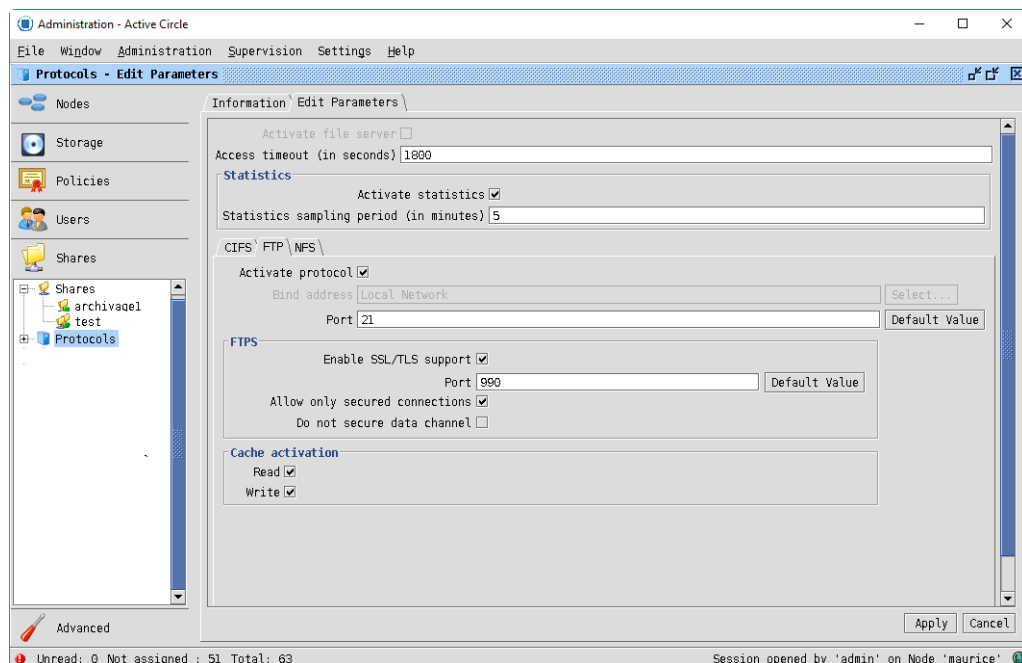 Administration - Active Circle
File Window Administration Supervision Settings Help
Protocols - Edit Parameters
Nodes
Storage
Policies
Users
Shares
Shares
archivage1
test
Protocols
Advanced
Information Edit Parameters
Activate file server
Access timeout (in seconds) 1800
Statistics
Activate statistics
Statistics sampling period (in minutes) 5
CIFS FTP NFS
Activate protocol
Bind address Local Network Select...
Port 21 Default Value
FTPS
Enable SSL/TLS support
Port 990 Default Value
Allow only secured connections
Do not secure data channel
Cache activation
Read
Write
Apply Cancel
Unread: 0 Not assigned : 51 Total: 63 Session opened by 'admin' on Node 'maurice'